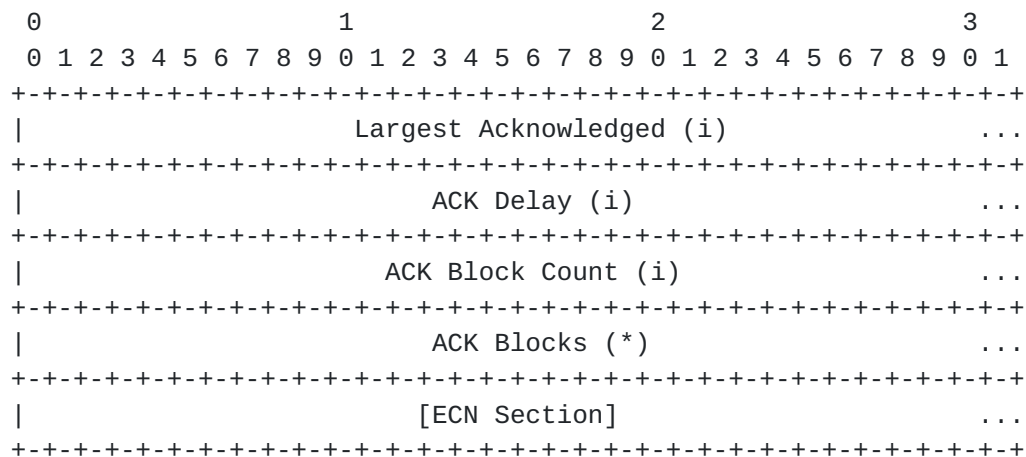 0                   1                   2                   3
 0 1 2 3 4 5 6 7 8 9 0 1 2 3 4 5 6 7 8 9 0 1 2 3 4 5 6 7 8 9 0 1
+-+-+-+-+-+-+-+-+-+-+-+-+-+-+-+-+-+-+-+-+-+-+-+-+-+-+-+-+-+-+-+-+
|                     Largest Acknowledged (i)                ...
+-+-+-+-+-+-+-+-+-+-+-+-+-+-+-+-+-+-+-+-+-+-+-+-+-+-+-+-+-+-+-+-+
|                          ACK Delay (i)                      ...
+-+-+-+-+-+-+-+-+-+-+-+-+-+-+-+-+-+-+-+-+-+-+-+-+-+-+-+-+-+-+-+-+
|                       ACK Block Count (i)                   ...
+-+-+-+-+-+-+-+-+-+-+-+-+-+-+-+-+-+-+-+-+-+-+-+-+-+-+-+-+-+-+-+-+
|                          ACK Blocks (*)                     ...
+-+-+-+-+-+-+-+-+-+-+-+-+-+-+-+-+-+-+-+-+-+-+-+-+-+-+-+-+-+-+-+-+
|                         [ECN Section]                       ...
+-+-+-+-+-+-+-+-+-+-+-+-+-+-+-+-+-+-+-+-+-+-+-+-+-+-+-+-+-+-+-+-+